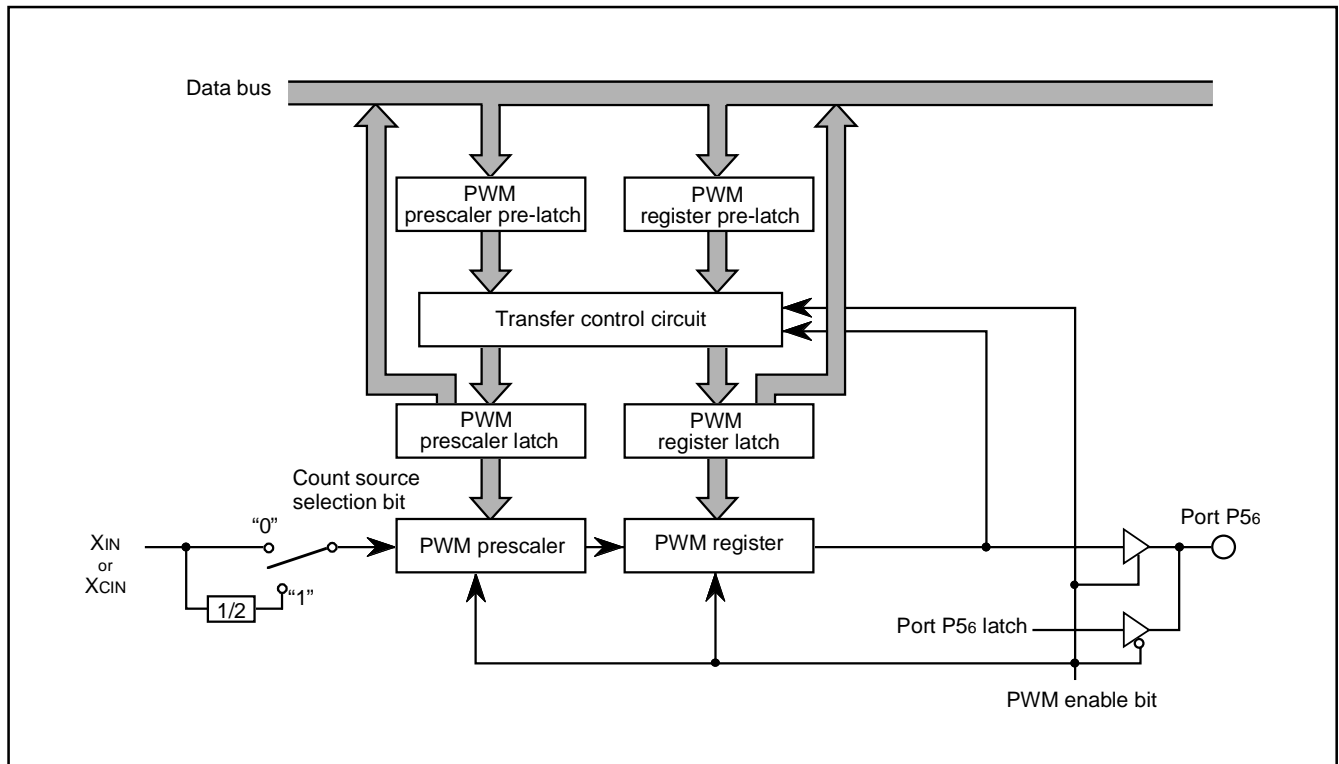 Data bus
PWM
prescaler pre-latch
PWM
register pre-latch
Transfer control circuit
PWM
prescaler latch
PWM
register latch
Count source
selection bit
Port P56
“0”
XIN
or
XCIN
PWM prescaler
PWM register
“1”
1/2
Port P56 latch
PWM enable bit